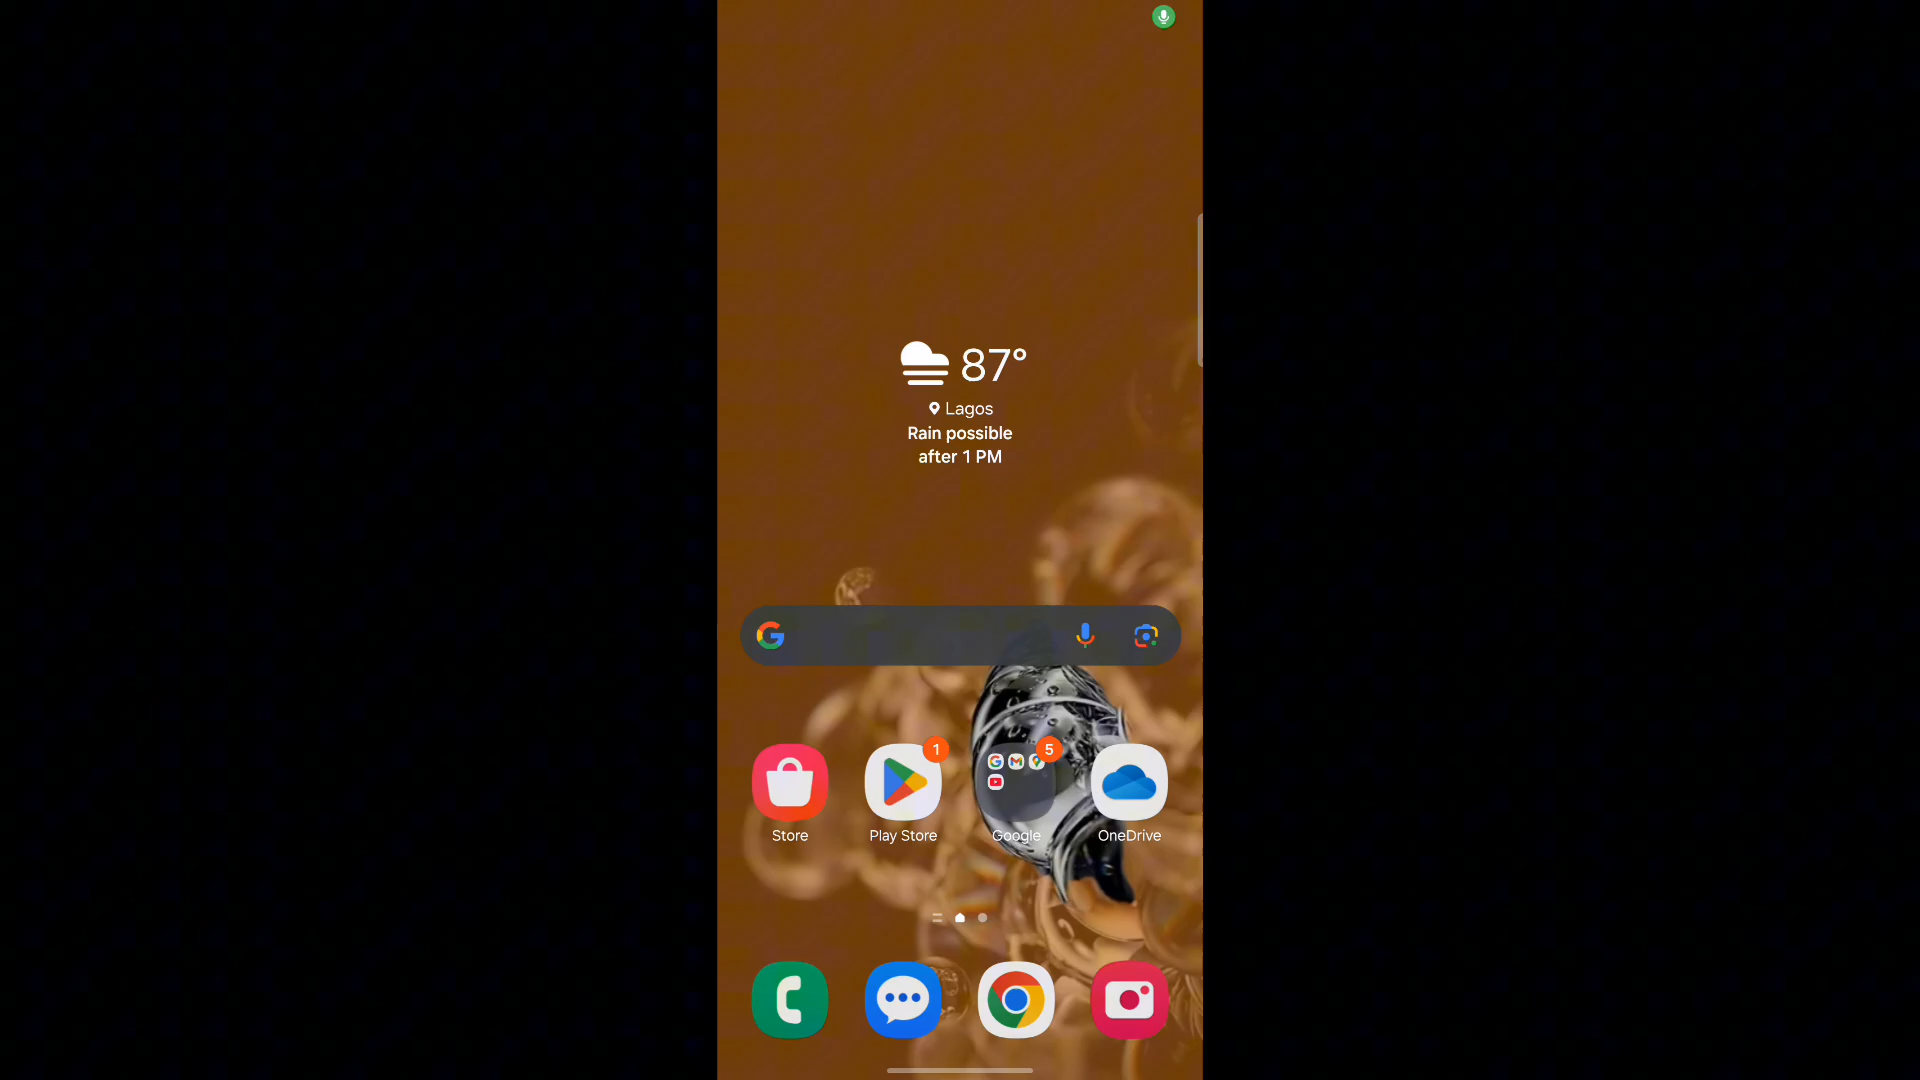 87°
Lagos
Rain possible
after 1 PM
1
5
Store
Play Store
Google
OneDrive